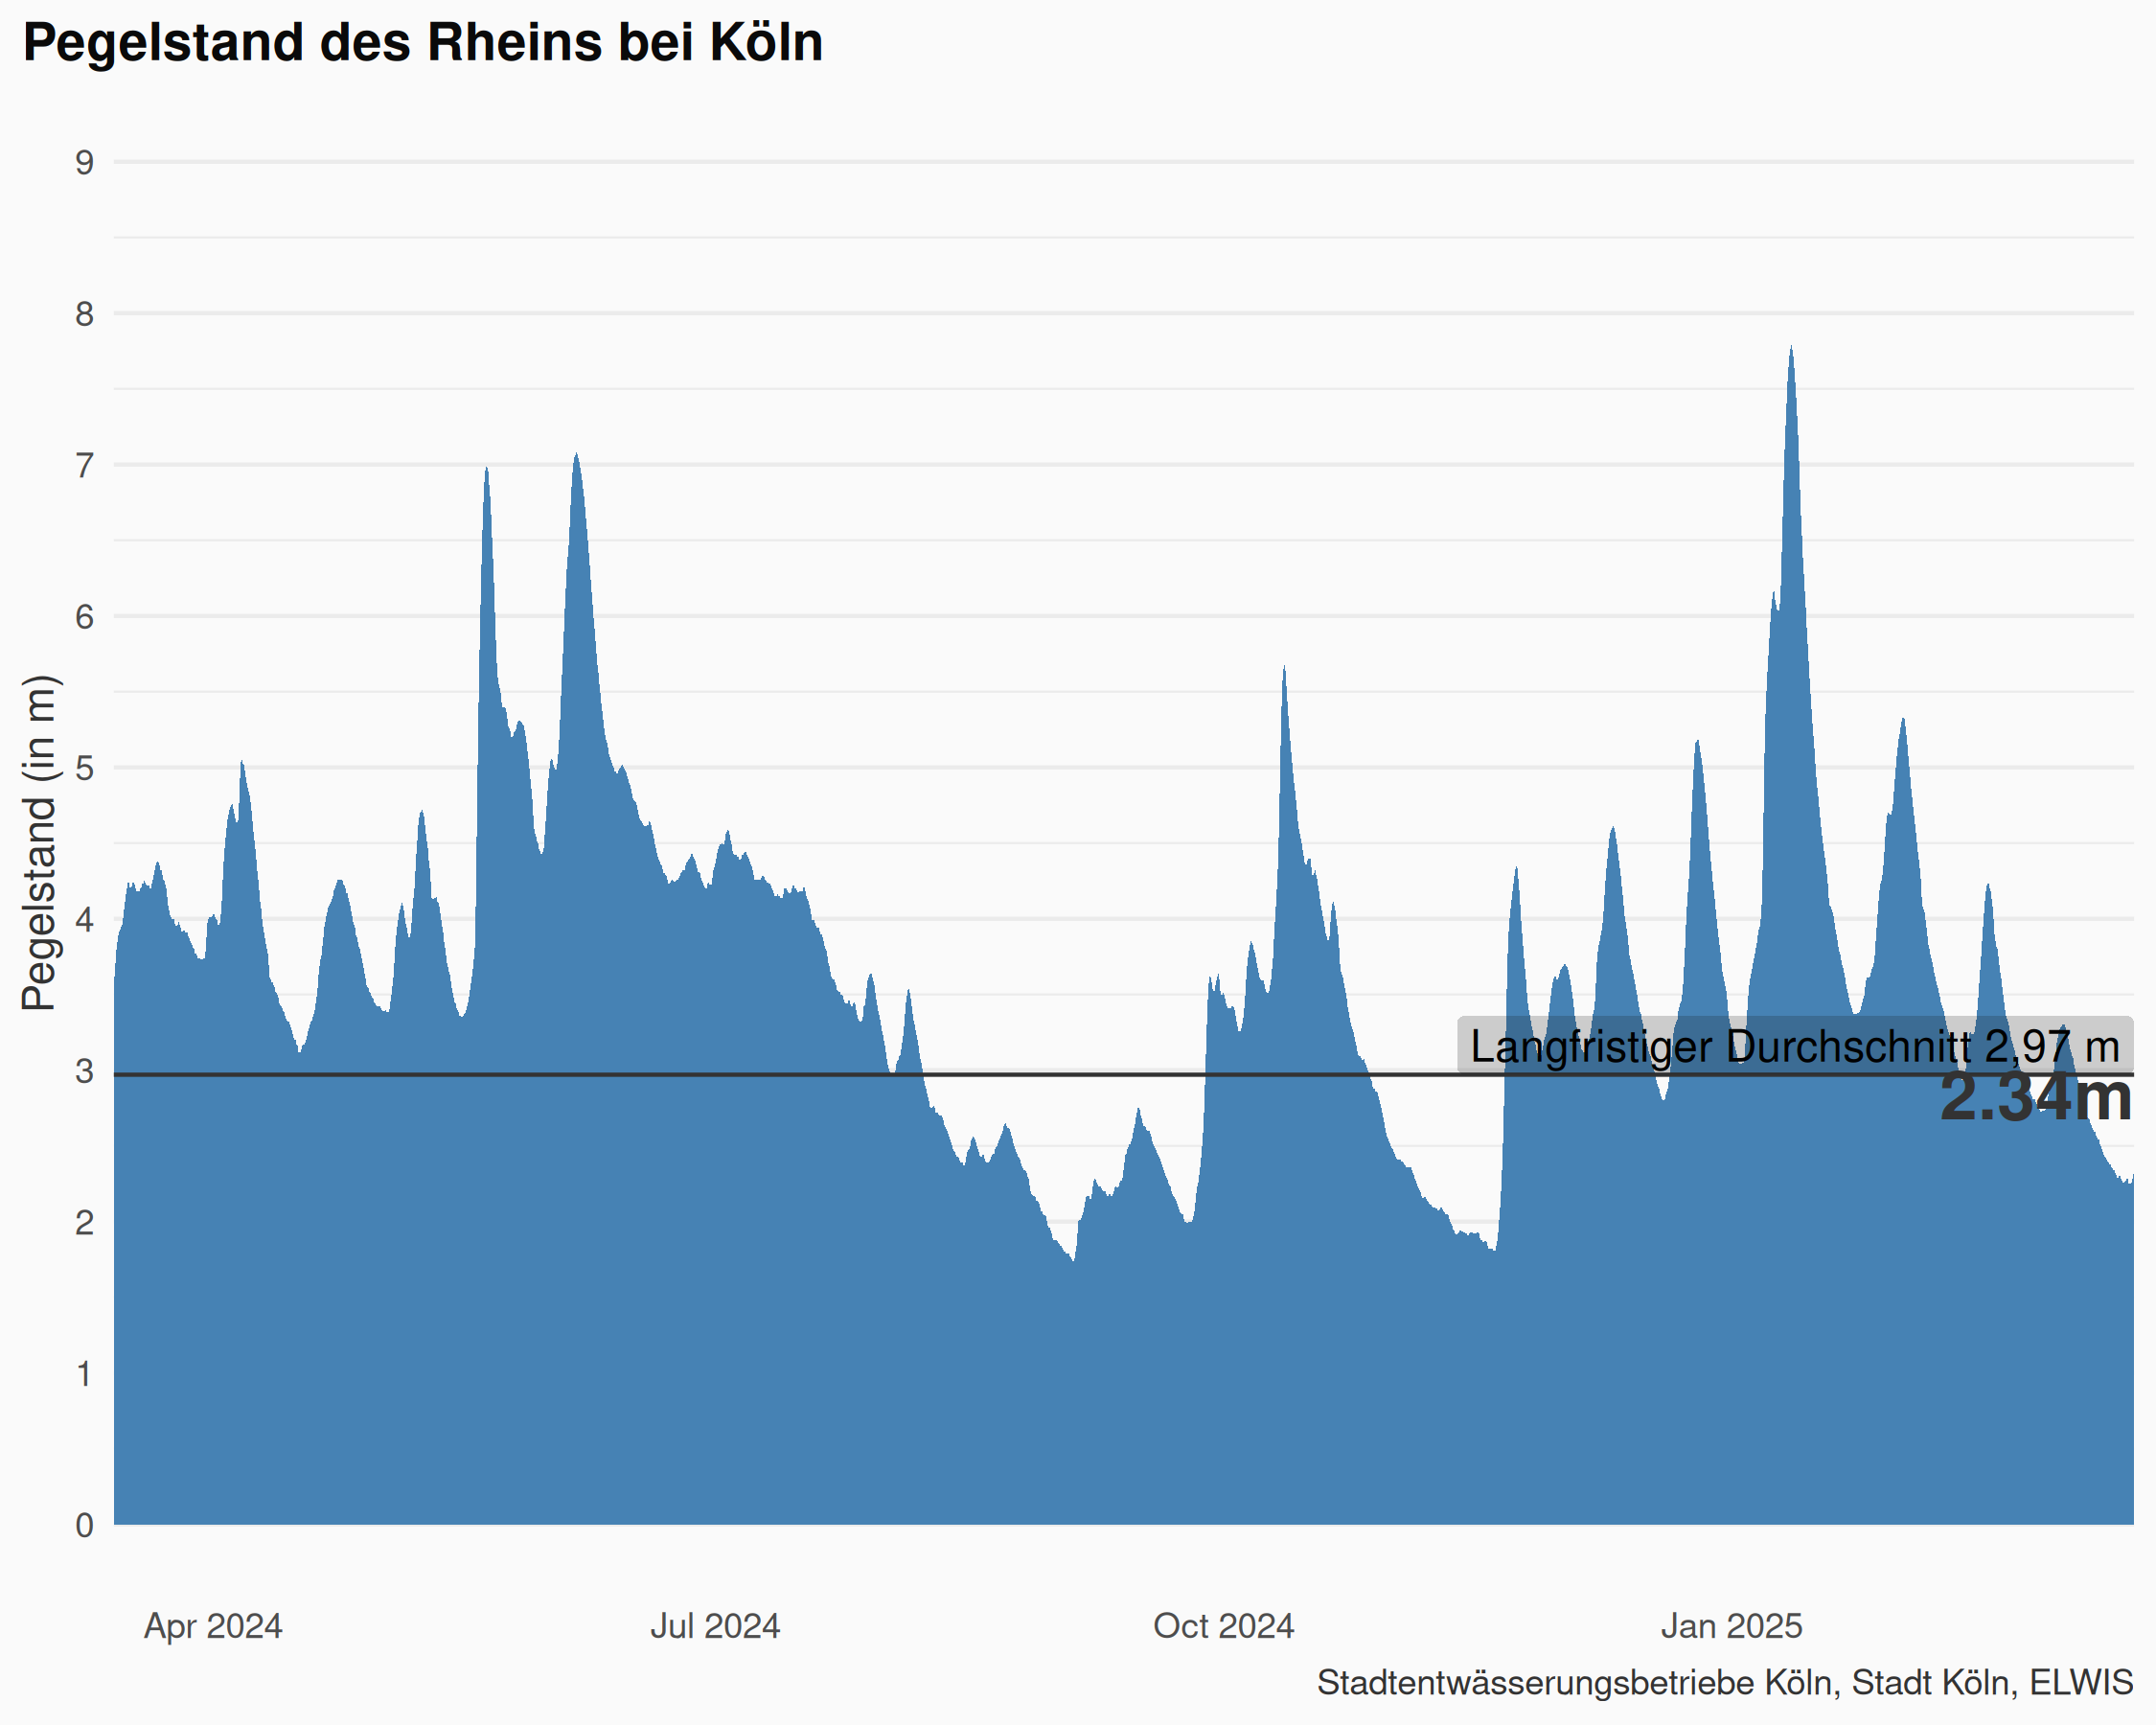 Pegelstand des Rheins bei Köln
Pegelstand (in m)
9
8
7
6
5
4
3
2
1
0
Langfristiger Durchschnitt 2,97 m
2.34m
Apr 2024
Jul 2024
Oct 2024
Jan 2025
Stadtentwässerungsbetriebe Köln, Stadt Köln, ELWIS